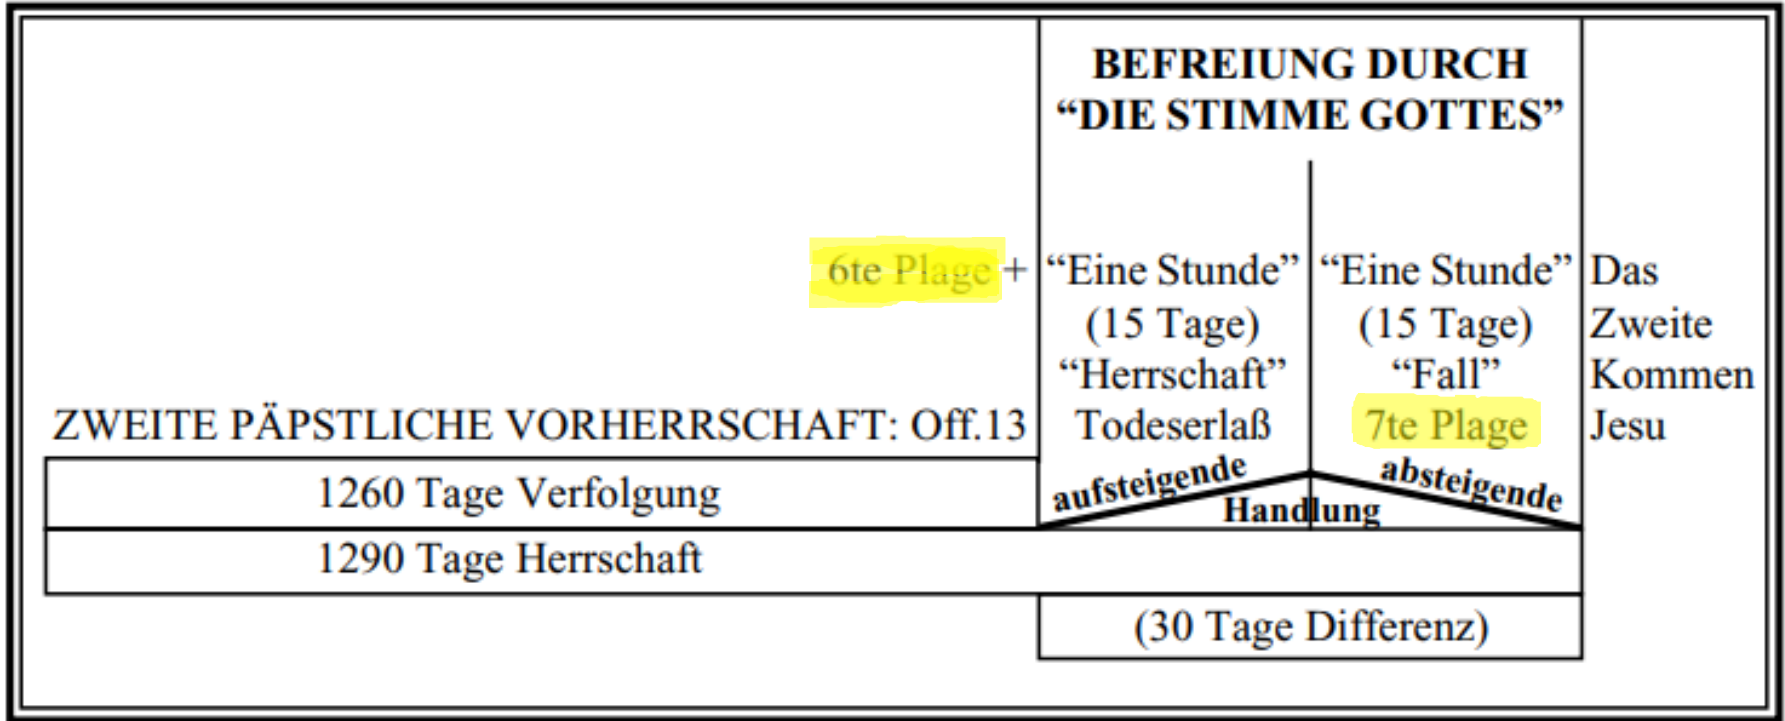 BEFREIUNG DURCH
“DIE STIMME GOTTES”
6te Plage + “Eine Stunde” “Eine Stunde” Das
(15 Tage) (15 Tage) Zweite
“Herrschaft” “Fall” Kommen
ZWEITE PÄPSTLICHE VORHERRSCHAFT: Off.13 Todeserlaß 7te Plage Jesu
1260 Tage Verfolgung aufsteigende absteigende
Handlung
1290 Tage Herrschaft
(30 Tage Differenz)